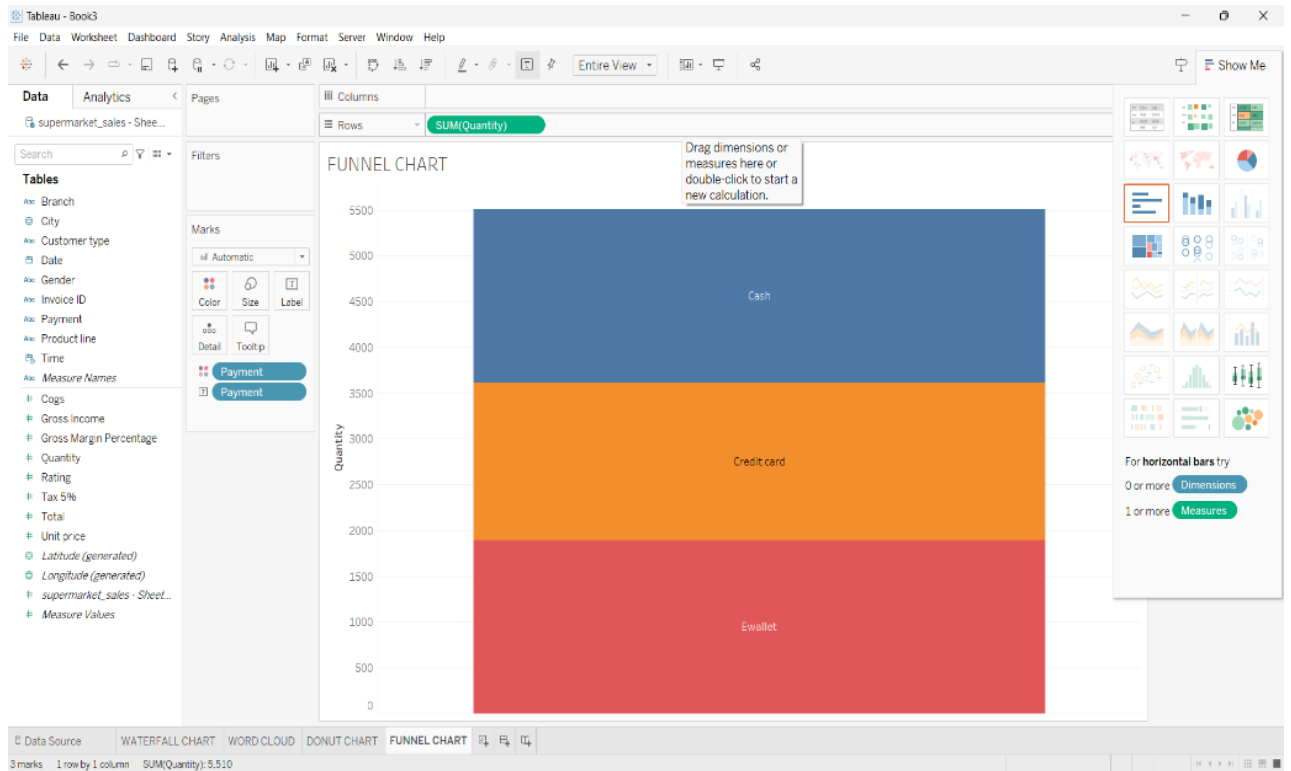 Tableau - Book3
File Data Worksheet Dashboard Story Analysis Map Format Server Window Help
Entire View
Show Me
Data Analytics
supermarket_sales - Shee...
Search
Tables
Abc Branch
City
Abc Customer type
Date
Abc Gender
Abc Invoice ID
Abc Payment
Abc Product line
Time
Abc Measure Names
# Cogs
# Gross Income
# Gross Margin Percentage
# Quantity
# Rating
# Tax 5%
# Total
# Unit price
Latitude (generated)
Longitude (generated)
# supermarket_sales - Sheet...
# Measure Values
Pages
Filters
Marks
Automatic
Color Size Label
Detail Tooltip
Payment
Payment
Columns
Rows SUM(Quantity)
Drag dimensions or
measures here or
double-click to start a
new calculation.
FUNNEL CHART
5500
5000
4500
4000
3500
3000
2500
2000
1500
1000
500
0
Quantity
Cash
Credit card
Ewallet
For horizontal bars try
0 or more Dimensions
1 or more Measures
Data Source WATERFALL CHART WORD CLOUD DONUT CHART FUNNEL CHART
3 marks 1 row by 1 column SUM(Quantity): 5,510